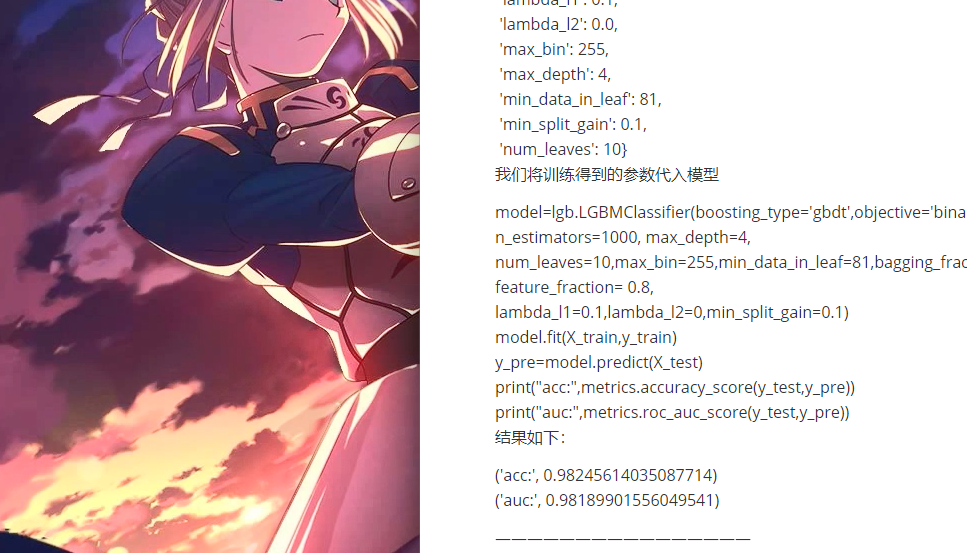 'lambda_l1': 0.1,
'lambda_l2': 0.0,
'max_bin': 255,
'max_depth': 4,
'min_data_in_leaf': 81,
'min_split_gain': 0.1,
'num_leaves': 10}
我们将训练得到的参数代入模型
model=lgb.LGBMClassifier(boosting_type='gbdt',objective='bina
n_estimators=1000, max_depth=4,
num_leaves=10,max_bin=255,min_data_in_leaf=81,bagging_frac
feature_fraction= 0.8,
lambda_l1=0.1,lambda_l2=0,min_split_gain=0.1)
model.fit(X_train,y_train)
y_pre=model.predict(X_test)
print("acc:",metrics.accuracy_score(y_test,y_pre))
print("auc:",metrics.roc_auc_score(y_test,y_pre))
结果如下：
('acc:', 0.98245614035087714)
('auc:', 0.98189901556049541)
————————————————